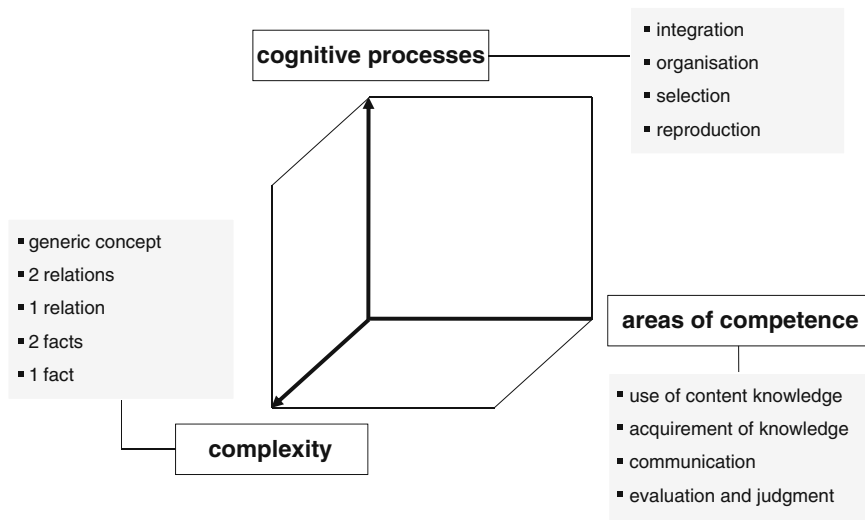 cognitive processes
▪ integration
▪ organisation
▪ selection
▪ reproduction
▪ generic concept
▪ 2 relations
▪ 1 relation
▪ 2 facts
▪ 1 fact
complexity
areas of competence
▪ use of content knowledge
▪ acquirement of knowledge
▪ communication
▪ evaluation and judgment